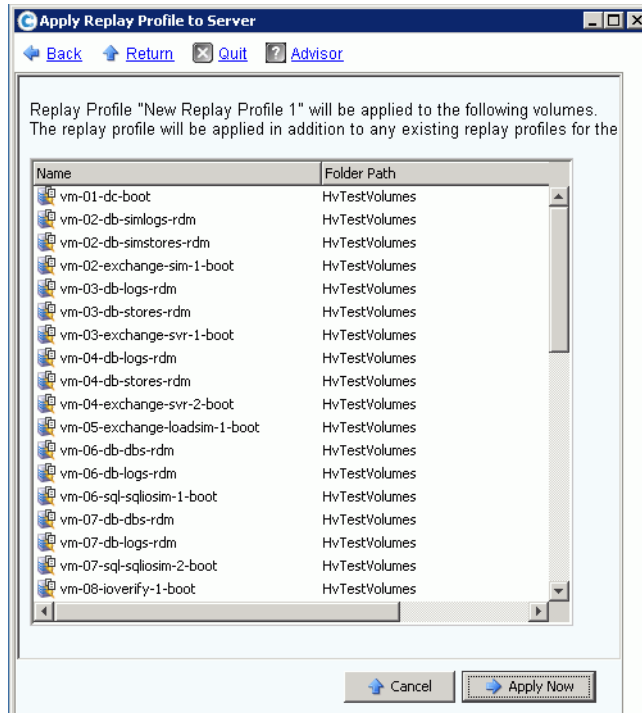 Apply Replay Profile to Server
Back Return Quit Advisor
Replay Profile "New Replay Profile 1" will be applied to the following volumes.
The replay profile will be applied in addition to any existing replay profiles for the
Name Folder Path
vm-01-dc-boot HvTestVolumes
vm-02-db-simlogs-rdm HvTestVolumes
vm-02-db-simstores-rdm HvTestVolumes
vm-02-exchange-sim-1-boot HvTestVolumes
vm-03-db-logs-rdm HvTestVolumes
vm-03-db-stores-rdm HvTestVolumes
vm-03-exchange-svr-1-boot HvTestVolumes
vm-04-db-logs-rdm HvTestVolumes
vm-04-db-stores-rdm HvTestVolumes
vm-04-exchange-svr-2-boot HvTestVolumes
vm-05-exchange-loadsim-1-boot HvTestVolumes
vm-06-db-dbs-rdm HvTestVolumes
vm-06-db-logs-rdm HvTestVolumes
vm-06-sql-sqliosim-1-boot HvTestVolumes
vm-07-db-dbs-rdm HvTestVolumes
vm-07-db-logs-rdm HvTestVolumes
vm-07-sql-sqliosim-2-boot HvTestVolumes
vm-08-ioverify-1-boot HvTestVolumes
Cancel Apply Now